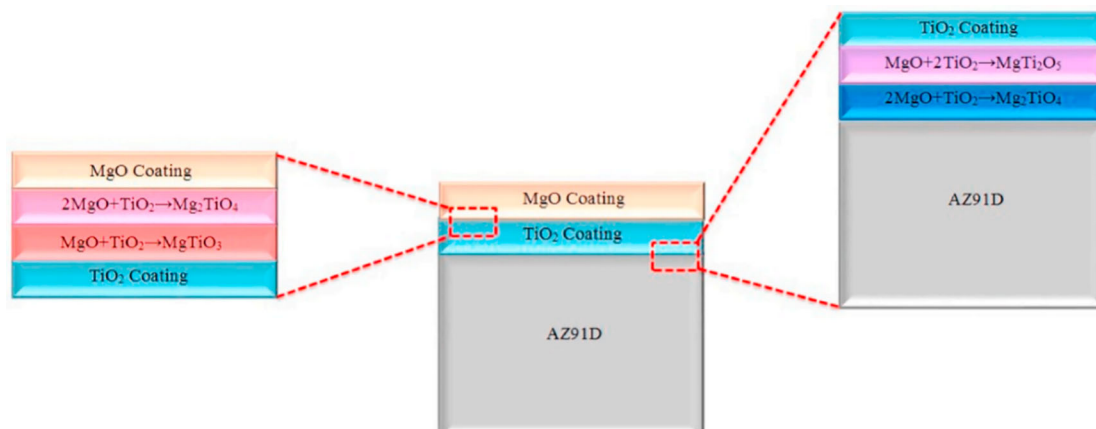 MgO Coating
2MgO+TiO₂→Mg₂TiO₄
MgO+TiO₂→MgTiO₃
TiO₂ Coating
MgO Coating
TiO₂ Coating
AZ91D
TiO₂ Coating
MgO+2TiO₂→MgTi₂O₅
2MgO+TiO₂→Mg₂TiO₄
AZ91D